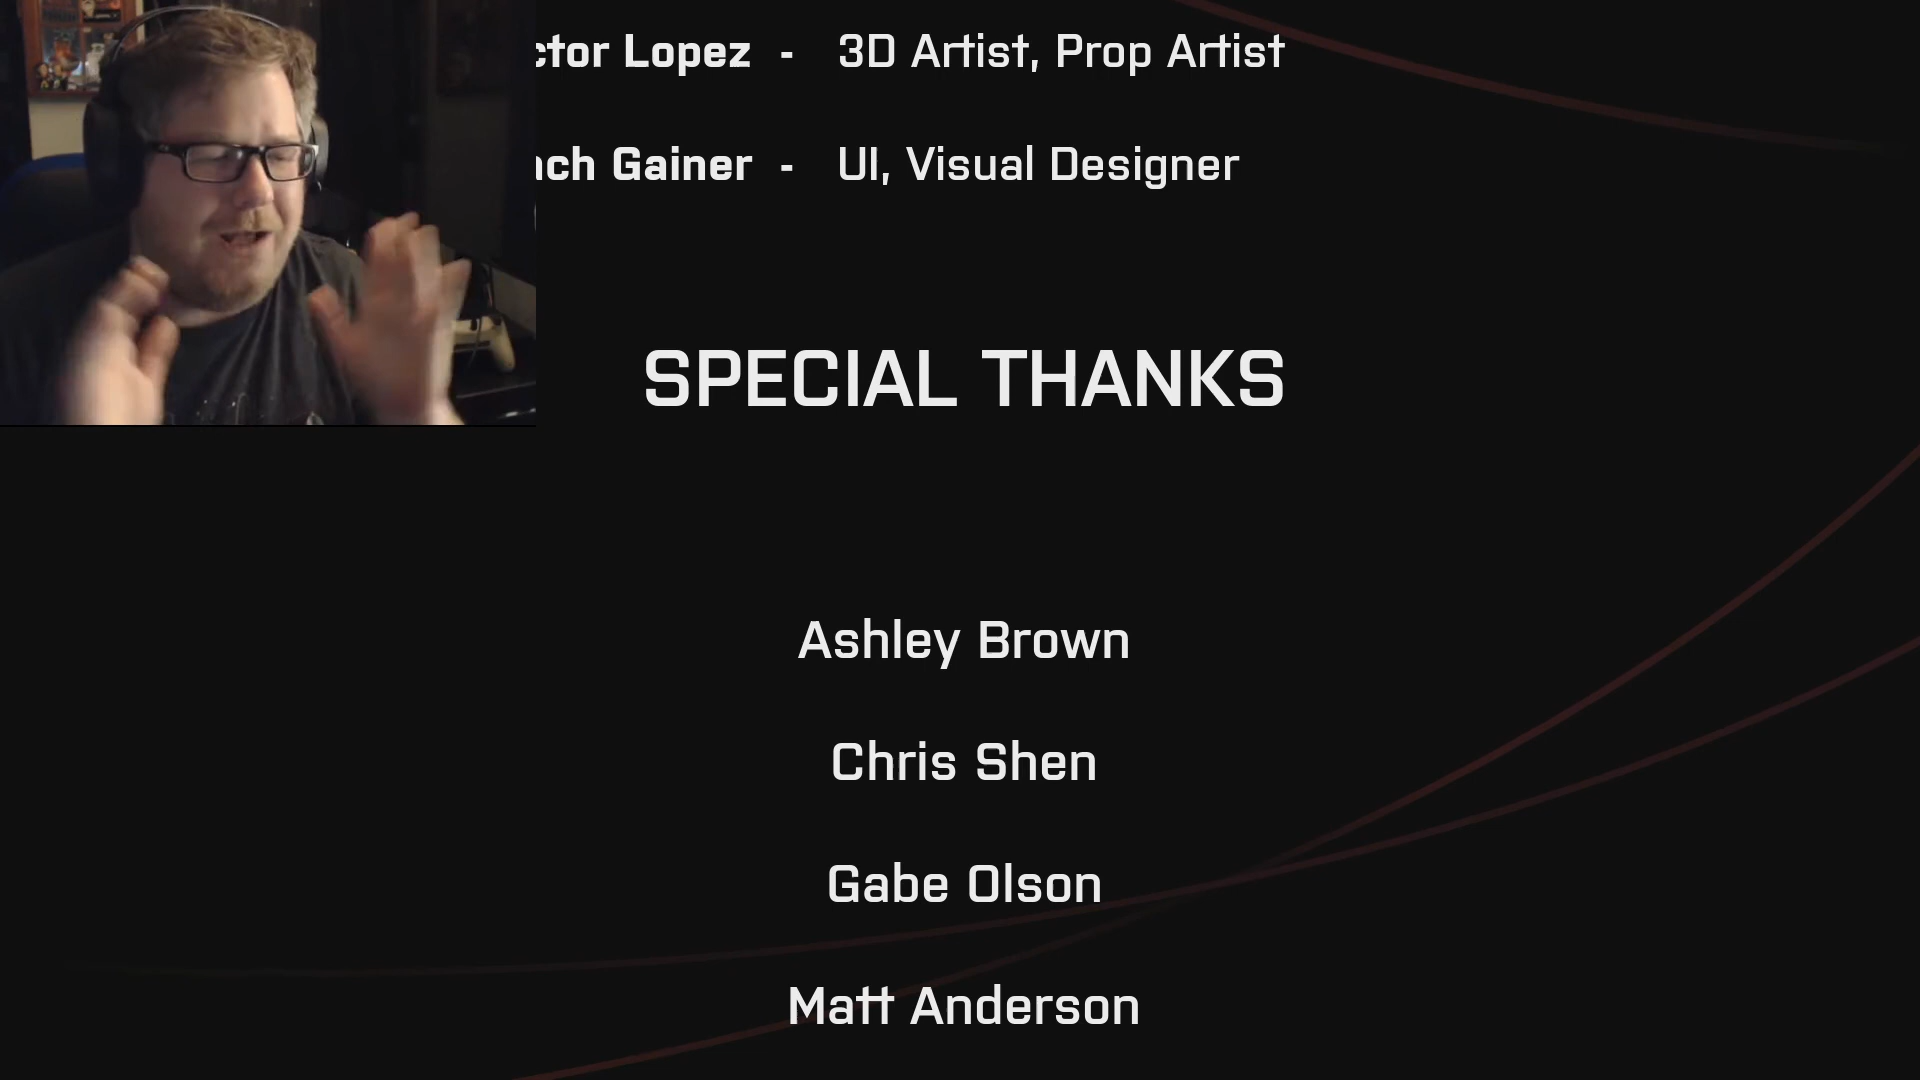 ctor Lopez - 3D Artist, Prop Artist
ach Gainer - UI, Visual Designer
SPECIAL THANKS
Ashley Brown
Chris Shen
Gabe Olson
Matt Anderson